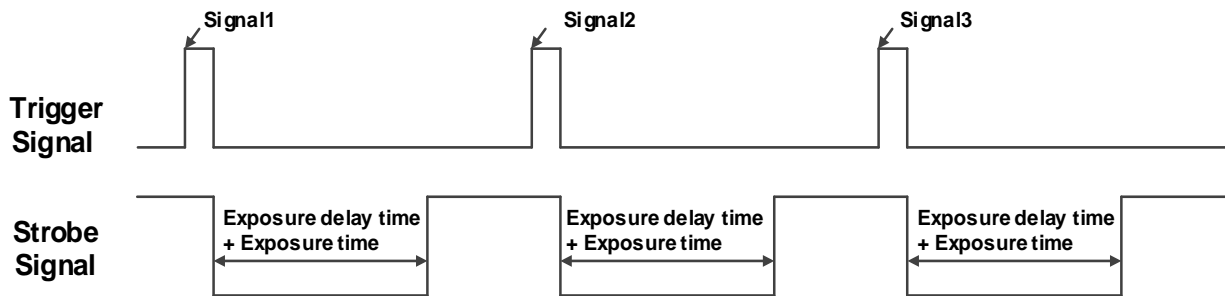 Signal1
Signal2
Signal3
Trigger
Signal
Exposure delay time
+ Exposure time
Exposure delay time
+ Exposure time
Exposure delay time
+ Exposure time
Strobe
Signal